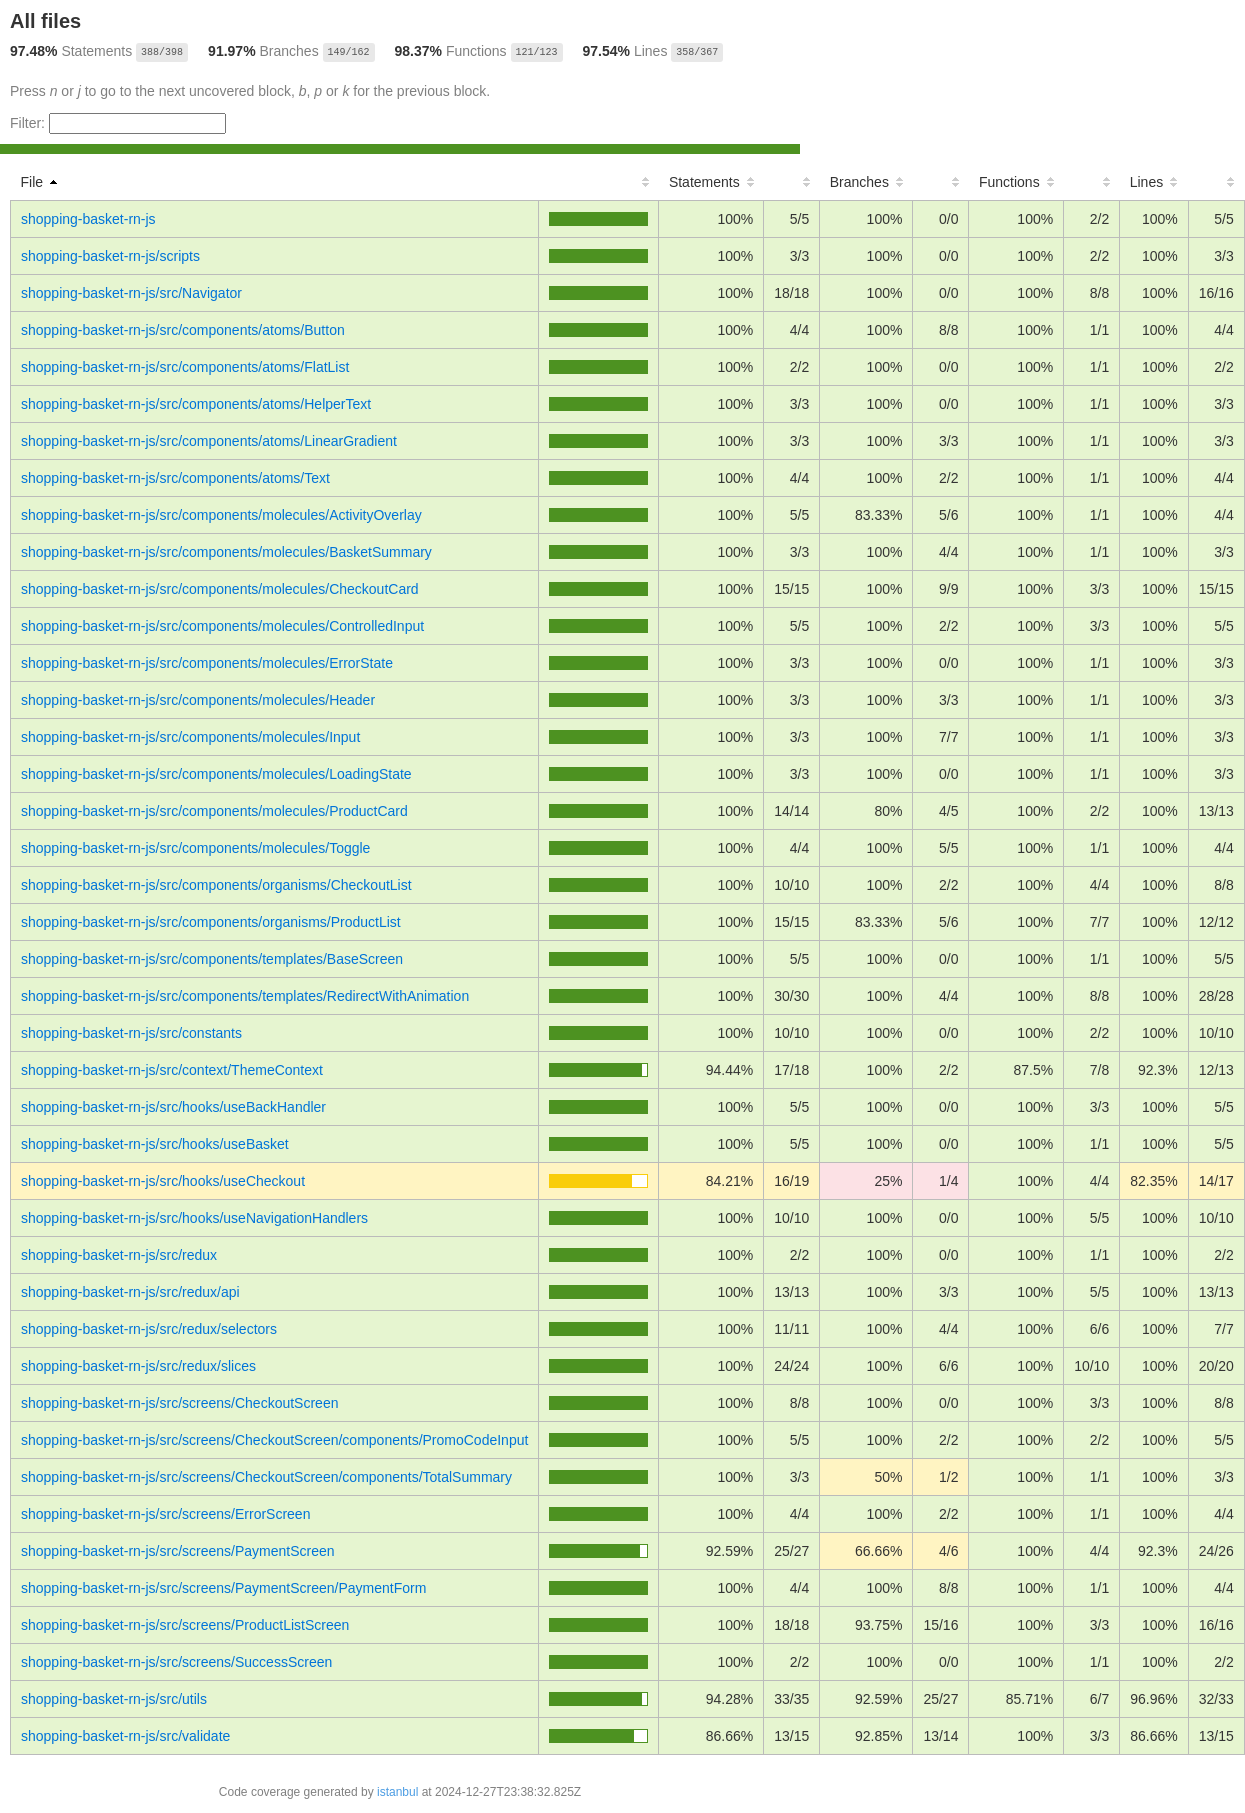 All files
97.48% Statements 388/398 91.97% Branches 149/162 98.37% Functions 121/123 97.54% Lines 358/367
Press n or j to go to the next uncovered block, b, p or k for the previous block.
Filter:
File Statements Branches Functions Lines
shopping-basket-rn-js 100% 5/5 100% 0/0 100% 2/2 100% 5/5
shopping-basket-rn-js/scripts 100% 3/3 100% 0/0 100% 2/2 100% 3/3
shopping-basket-rn-js/src/Navigator 100% 18/18 100% 0/0 100% 8/8 100% 16/16
shopping-basket-rn-js/src/components/atoms/Button 100% 4/4 100% 8/8 100% 1/1 100% 4/4
shopping-basket-rn-js/src/components/atoms/FlatList 100% 2/2 100% 0/0 100% 1/1 100% 2/2
shopping-basket-rn-js/src/components/atoms/HelperText 100% 3/3 100% 0/0 100% 1/1 100% 3/3
shopping-basket-rn-js/src/components/atoms/LinearGradient 100% 3/3 100% 3/3 100% 1/1 100% 3/3
shopping-basket-rn-js/src/components/atoms/Text 100% 4/4 100% 2/2 100% 1/1 100% 4/4
shopping-basket-rn-js/src/components/molecules/ActivityOverlay 100% 5/5 83.33% 5/6 100% 1/1 100% 4/4
shopping-basket-rn-js/src/components/molecules/BasketSummary 100% 3/3 100% 4/4 100% 1/1 100% 3/3
shopping-basket-rn-js/src/components/molecules/CheckoutCard 100% 15/15 100% 9/9 100% 3/3 100% 15/15
shopping-basket-rn-js/src/components/molecules/ControlledInput 100% 5/5 100% 2/2 100% 3/3 100% 5/5
shopping-basket-rn-js/src/components/molecules/ErrorState 100% 3/3 100% 0/0 100% 1/1 100% 3/3
shopping-basket-rn-js/src/components/molecules/Header 100% 3/3 100% 3/3 100% 1/1 100% 3/3
shopping-basket-rn-js/src/components/molecules/Input 100% 3/3 100% 7/7 100% 1/1 100% 3/3
shopping-basket-rn-js/src/components/molecules/LoadingState 100% 3/3 100% 0/0 100% 1/1 100% 3/3
shopping-basket-rn-js/src/components/molecules/ProductCard 100% 14/14 80% 4/5 100% 2/2 100% 13/13
shopping-basket-rn-js/src/components/molecules/Toggle 100% 4/4 100% 5/5 100% 1/1 100% 4/4
shopping-basket-rn-js/src/components/organisms/CheckoutList 100% 10/10 100% 2/2 100% 4/4 100% 8/8
shopping-basket-rn-js/src/components/organisms/ProductList 100% 15/15 83.33% 5/6 100% 7/7 100% 12/12
shopping-basket-rn-js/src/components/templates/BaseScreen 100% 5/5 100% 0/0 100% 1/1 100% 5/5
shopping-basket-rn-js/src/components/templates/RedirectWithAnimation 100% 30/30 100% 4/4 100% 8/8 100% 28/28
shopping-basket-rn-js/src/constants 100% 10/10 100% 0/0 100% 2/2 100% 10/10
shopping-basket-rn-js/src/context/ThemeContext 94.44% 17/18 100% 2/2 87.5% 7/8 92.3% 12/13
shopping-basket-rn-js/src/hooks/useBackHandler 100% 5/5 100% 0/0 100% 3/3 100% 5/5
shopping-basket-rn-js/src/hooks/useBasket 100% 5/5 100% 0/0 100% 1/1 100% 5/5
shopping-basket-rn-js/src/hooks/useCheckout 84.21% 16/19 25% 1/4 100% 4/4 82.35% 14/17
shopping-basket-rn-js/src/hooks/useNavigationHandlers 100% 10/10 100% 0/0 100% 5/5 100% 10/10
shopping-basket-rn-js/src/redux 100% 2/2 100% 0/0 100% 1/1 100% 2/2
shopping-basket-rn-js/src/redux/api 100% 13/13 100% 3/3 100% 5/5 100% 13/13
shopping-basket-rn-js/src/redux/selectors 100% 11/11 100% 4/4 100% 6/6 100% 7/7
shopping-basket-rn-js/src/redux/slices 100% 24/24 100% 6/6 100% 10/10 100% 20/20
shopping-basket-rn-js/src/screens/CheckoutScreen 100% 8/8 100% 0/0 100% 3/3 100% 8/8
shopping-basket-rn-js/src/screens/CheckoutScreen/components/PromoCodeInput 100% 5/5 100% 2/2 100% 2/2 100% 5/5
shopping-basket-rn-js/src/screens/CheckoutScreen/components/TotalSummary 100% 3/3 50% 1/2 100% 1/1 100% 3/3
shopping-basket-rn-js/src/screens/ErrorScreen 100% 4/4 100% 2/2 100% 1/1 100% 4/4
shopping-basket-rn-js/src/screens/PaymentScreen 92.59% 25/27 66.66% 4/6 100% 4/4 92.3% 24/26
shopping-basket-rn-js/src/screens/PaymentScreen/PaymentForm 100% 4/4 100% 8/8 100% 1/1 100% 4/4
shopping-basket-rn-js/src/screens/ProductListScreen 100% 18/18 93.75% 15/16 100% 3/3 100% 16/16
shopping-basket-rn-js/src/screens/SuccessScreen 100% 2/2 100% 0/0 100% 1/1 100% 2/2
shopping-basket-rn-js/src/utils 94.28% 33/35 92.59% 25/27 85.71% 6/7 96.96% 32/33
shopping-basket-rn-js/src/validate 86.66% 13/15 92.85% 13/14 100% 3/3 86.66% 13/15
Code coverage generated by istanbul at 2024-12-27T23:38:32.825Z